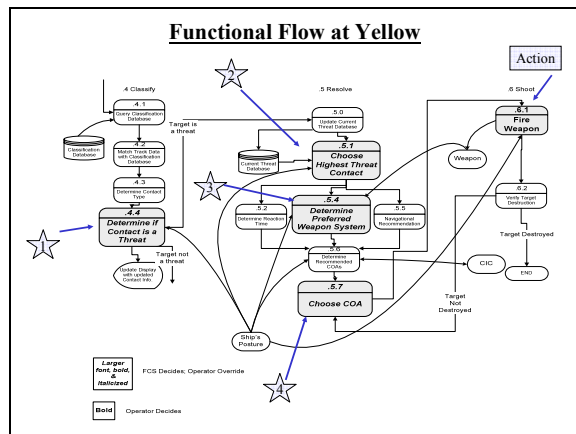 Functional Flow at Yellow
Action
2
.4 Classify
.5 Resolve
.6 Shoot
.4.1
Query Classification
Database
Target is
a threat
.5.0
Update Current
Threat Database
.6.1
Fire
Weapon
Classification
Database
.4.2
Match Track Data
with Classification
Database
Current Threat
Database
.5.1
Choose
Highest Threat
Contact
Weapon
.4.3
Determine Contact
Type
3
.5.2
Determine Reaction
Time
.5.4
Determine
Preferred
Weapon System
.5.5
Navigational
Recommendation
.6.2
Verify Target
Destruction
1
.4.4
Determine if
Contact is a
Threat
Target not
a threat
Update Display
with updated
Contact Info.
.5.6
Determine
Recommended
COAs
CIC
Target Destroyed
END
.5.7
Choose COA
Target
Not
Destroyed
Ship's
Posture
4
Larger
font, bold,
&
Italicized
FCS Decides; Operator Override
Bold
Operator Decides